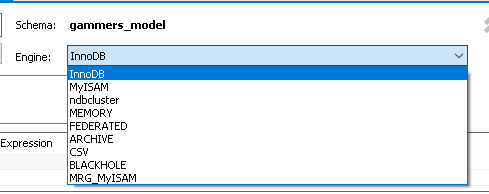 Schema: gammers_model
Engine: InnoDB
InnoDB
MyISAM
ndbcluster
MEMORY
FEDERATED
ARCHIVE
CSV
BLACKHOLE
MRG_MyISAM
Expression